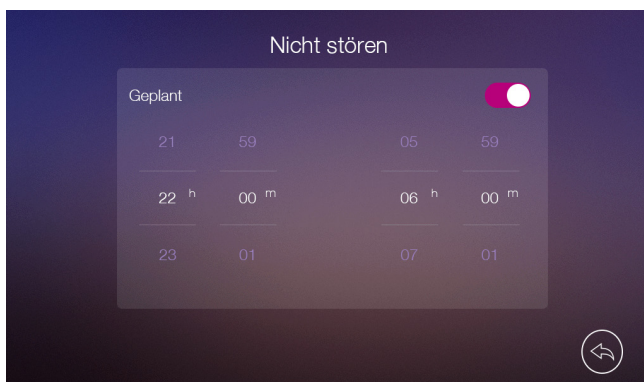 Nicht stören
Geplant
21 59 05 59
22 h 00 m 06 h 00 m
23 01 07 01